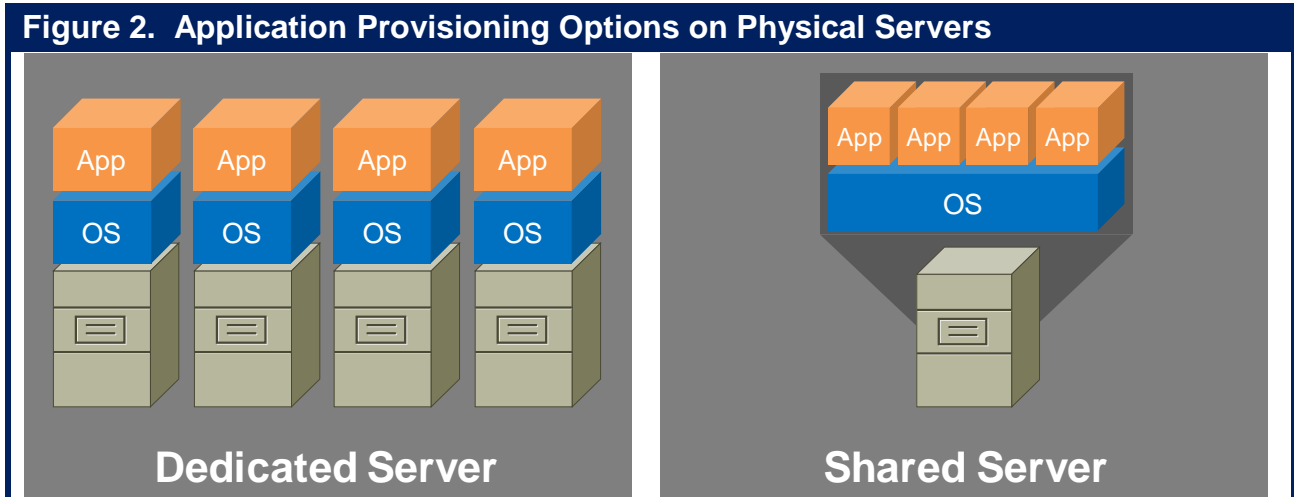 Figure 2. Application Provisioning Options on Physical Servers
App App App App
OS OS OS OS
Dedicated Server
App App App App
OS
Shared Server